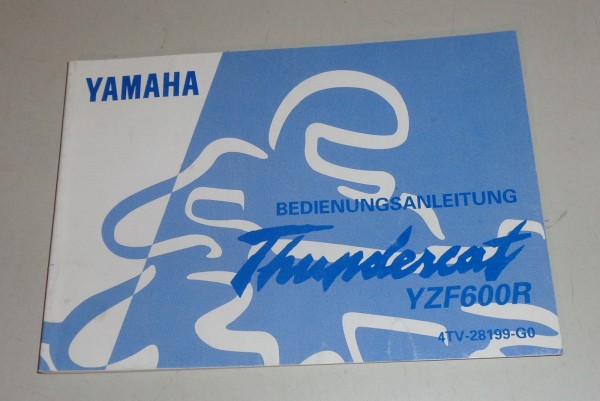 YAMAHA
BEDIENUNGSANLEITUNG
Thundercat
YZF600R
4TV-28199-G0